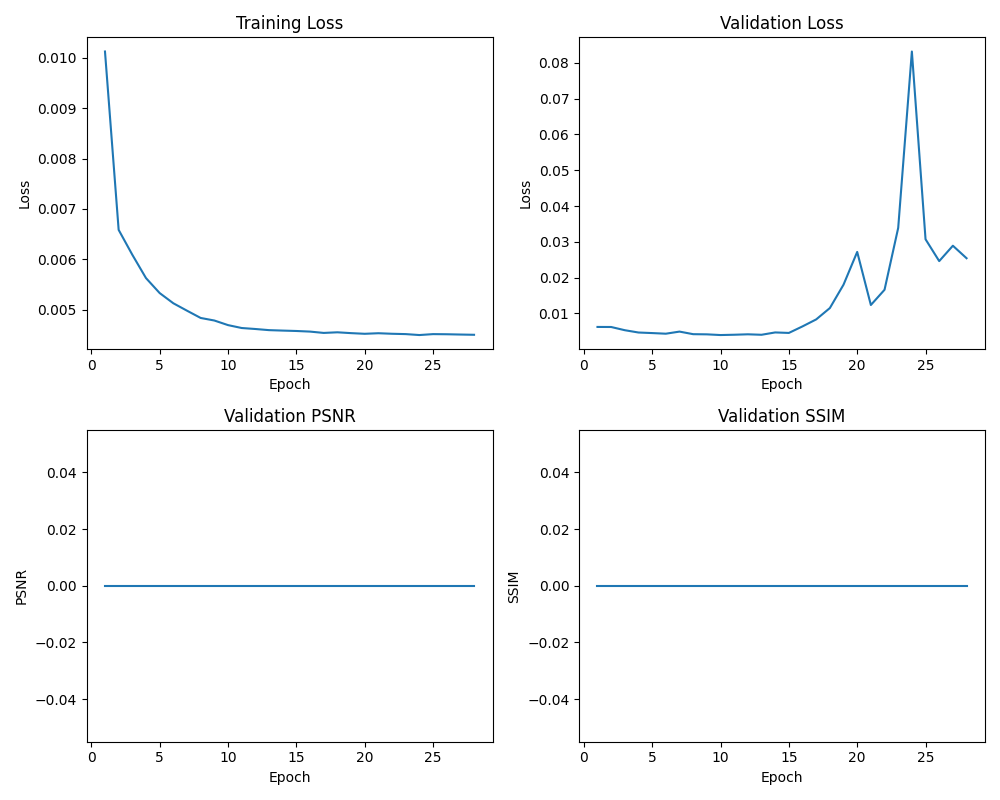 Training Loss
Loss
0.010
0.009
0.008
0.007
0.006
0.005
0 5 10 15 20 25
Epoch
Validation Loss
Loss
0.08
0.07
0.06
0.05
0.04
0.03
0.02
0.01
0 5 10 15 20 25
Epoch
Validation PSNR
PSNR
0.04
0.02
0.00
−0.02
−0.04
0 5 10 15 20 25
Epoch
Validation SSIM
SSIM
0.04
0.02
0.00
−0.02
−0.04
0 5 10 15 20 25
Epoch